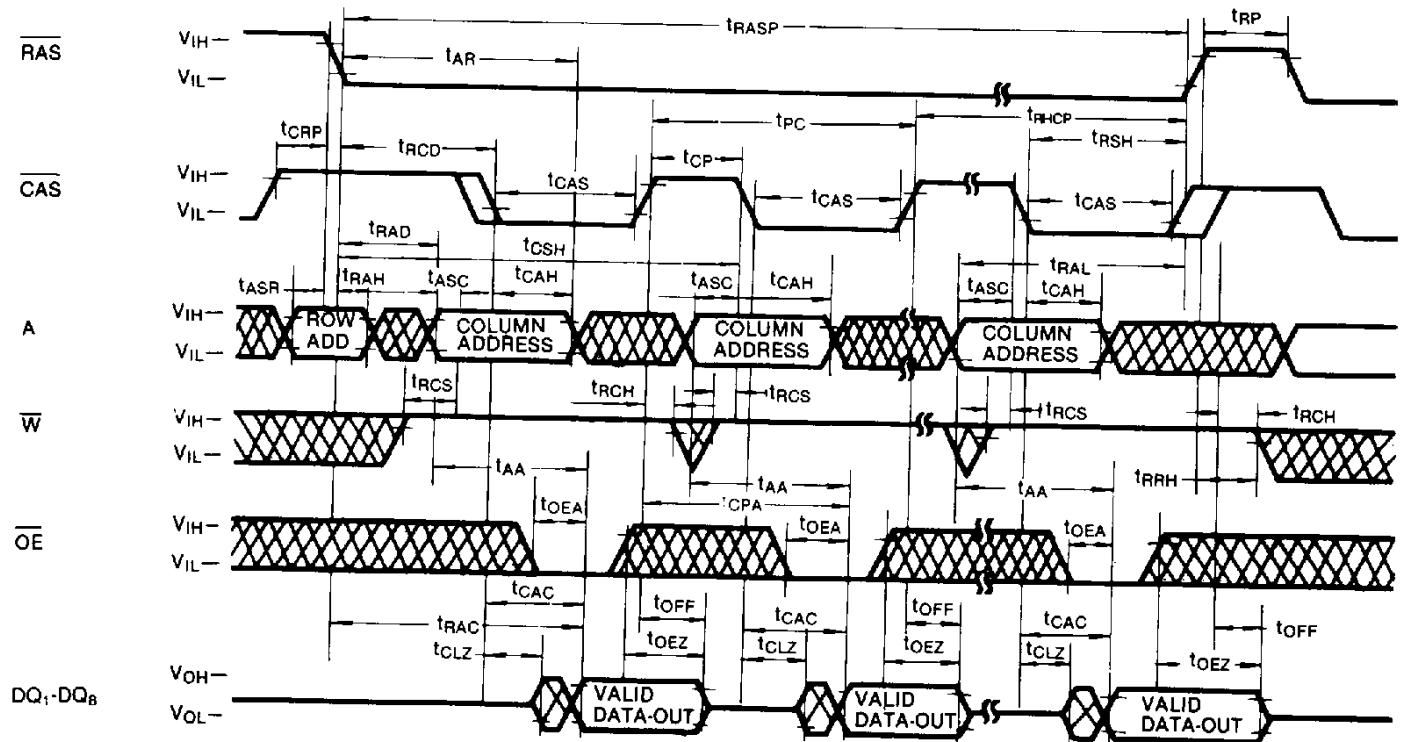 tRASP
tRP
RAS
VIH
tAR
VIL
tPC
tRHCP
tCRP
tRCD
tRSH
tCP
CAS
VIH
tCAS
tCAS
tCAS
VIL
tRAD
tCSH
tRAL
tASR
tRAH
tASC
tCAH
tASC
tCAH
tASC
tCAH
A
VIH
VIL
ROW
ADD
COLUMN
ADDRESS
COLUMN
ADDRESS
COLUMN
ADDRESS
tRCS
tRCH
tRCS
tRCS
tRCH
W
VIH
VIL
tAA
tAA
tAA
tRRH
tCPA
tOEA
tOEA
tOEA
OE
VIH
VIL
tCAC
tOFF
tCAC
tOFF
tCAC
tOFF
tRAC
tCLZ
tOEZ
tCLZ
tOEZ
tCLZ
tOEZ
DQ1-DQ8
VOH
VOL
VALID
DATA-OUT
VALID
DATA-OUT
VALID
DATA-OUT